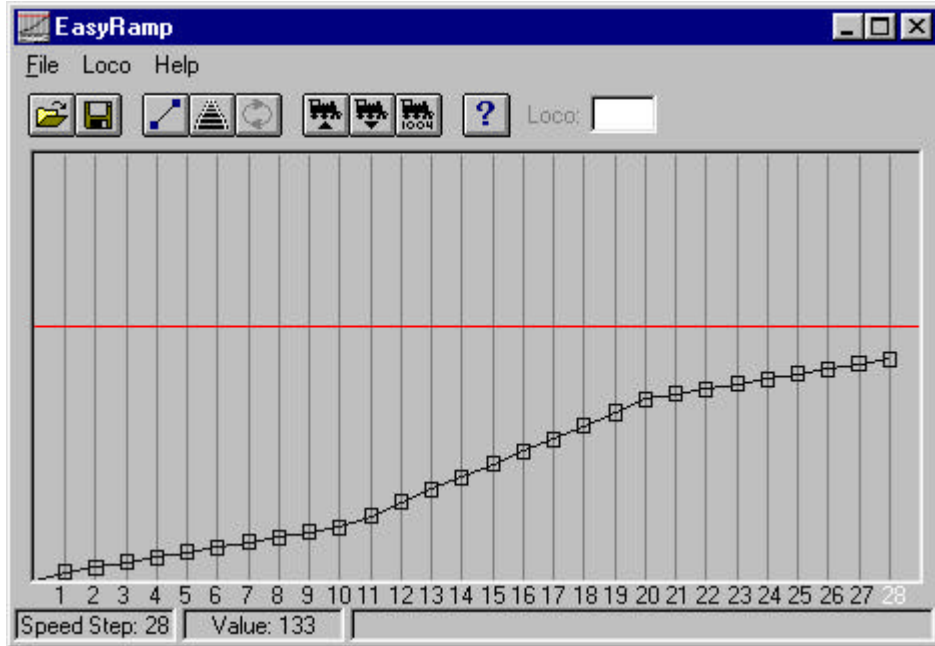 EasyRamp
File Loco Help
1004 ? Loco:
1 2 3 4 5 6 7 8 9 10 11 12 13 14 15 16 17 18 19 20 21 22 23 24 25 26 27 28
Speed Step: 28 Value: 133